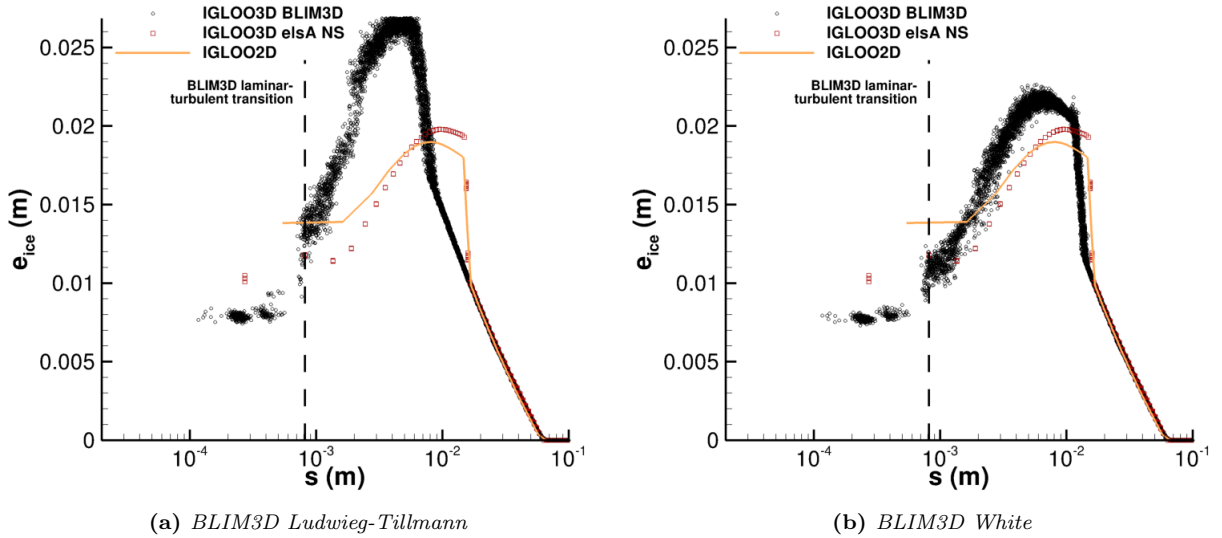 IGLOO3D BLIM3D
IGLOO3D elsA NS
IGLOO2D
BLIM3D laminar-
turbulent transition
0.025
0.02
0.015
0.01
0.005
0
e_ice (m)
10^-4
10^-3
10^-2
10^-1
s (m)
(a) BLIM3D Ludwieg-Tillmann
IGLOO3D BLIM3D
IGLOO3D elsA NS
IGLOO2D
BLIM3D laminar-
turbulent transition
0.025
0.02
0.015
0.01
0.005
0
e_ice (m)
10^-4
10^-3
10^-2
10^-1
s (m)
(b) BLIM3D White